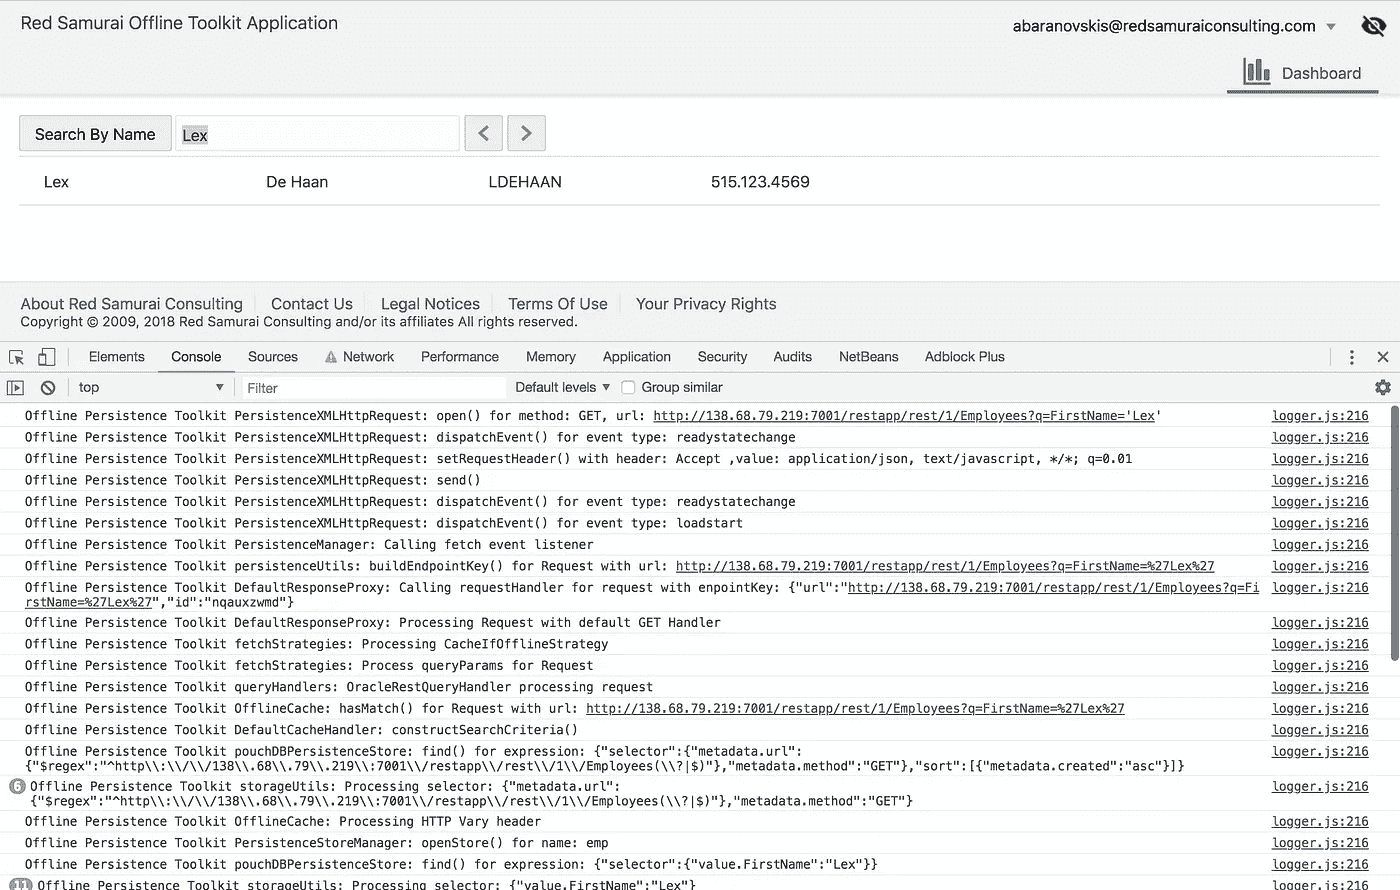 Red Samurai Offline Toolkit Application
abaranovskis@redsamuraiconsulting.com
Dashboard
Search By Name Lex
Lex De Haan LDEHAAN 515.123.4569
About Red Samurai Consulting Contact Us Legal Notices Terms Of Use Your Privacy Rights
Copyright © 2009, 2018 Red Samurai Consulting and/or its affiliates All rights reserved.
Elements Console Sources Network Performance Memory Application Security Audits NetBeans Adblock Plus
top Filter Default levels Group similar
Offline Persistence Toolkit PersistenceXMLHttpRequest: open() for method: GET, url: http://138.68.79.219:7001/restapp/rest/1/Employees?q=FirstName='Lex' logger.js:216
Offline Persistence Toolkit PersistenceXMLHttpRequest: dispatchEvent() for event type: readystatechange logger.js:216
Offline Persistence Toolkit PersistenceXMLHttpRequest: setRequestHeader() with header: Accept ,value: application/json, text/javascript, */*; q=0.01 logger.js:216
Offline Persistence Toolkit PersistenceXMLHttpRequest: send() logger.js:216
Offline Persistence Toolkit PersistenceXMLHttpRequest: dispatchEvent() for event type: readystatechange logger.js:216
Offline Persistence Toolkit PersistenceXMLHttpRequest: dispatchEvent() for event type: loadstart logger.js:216
Offline Persistence Toolkit PersistenceManager: Calling fetch event listener logger.js:216
Offline Persistence Toolkit persistenceUtils: buildEndpointKey() for Request with url: http://138.68.79.219:7001/restapp/rest/1/Employees?q=FirstName=%27Lex%27 logger.js:216
Offline Persistence Toolkit DefaultResponseProxy: Calling requestHandler for request with enpointKey: {"url":"http://138.68.79.219:7001/restapp/rest/1/Employees?q=Fi logger.js:216
rstName=%27Lex%27","id":"nqauxzwmd"}
Offline Persistence Toolkit DefaultResponseProxy: Processing Request with default GET Handler logger.js:216
Offline Persistence Toolkit fetchStrategies: Processing CacheIfOfflineStrategy logger.js:216
Offline Persistence Toolkit fetchStrategies: Process queryParams for Request logger.js:216
Offline Persistence Toolkit queryHandlers: OracleRestQueryHandler processing request logger.js:216
Offline Persistence Toolkit OfflineCache: hasMatch() for Request with url: http://138.68.79.219:7001/restapp/rest/1/Employees?q=FirstName=%27Lex%27 logger.js:216
Offline Persistence Toolkit DefaultCacheHandler: constructSearchCriteria() logger.js:216
Offline Persistence Toolkit pouchDBPersistenceStore: find() for expression: {"selector":{"metadata.url": logger.js:216
{"$regex":"^http\\:\\/\\/138\\.68\\.79\\.219\\:7001\\/restapp\\/rest\\/1\\/Employees(\\?|$)"},"metadata.method":"GET"},"sort":[{"metadata.created":"asc"}]}
6 Offline Persistence Toolkit storageUtils: Processing selector: {"metadata.url": logger.js:216
{"$regex":"^http\\:\\/\\/138\\.68\\.79\\.219\\:7001\\/restapp\\/rest\\/1\\/Employees(\\?|$)"},"metadata.method":"GET"}
Offline Persistence Toolkit OfflineCache: Processing HTTP Vary header logger.js:216
Offline Persistence Toolkit PersistenceStoreManager: openStore() for name: emp logger.js:216
Offline Persistence Toolkit pouchDBPersistenceStore: find() for expression: {"selector":{"value.FirstName":"Lex"}} logger.js:216
11 Offline Persistence Toolkit storageUtils: Processing selector: {"value.FirstName":"Lex"} logger.js:216